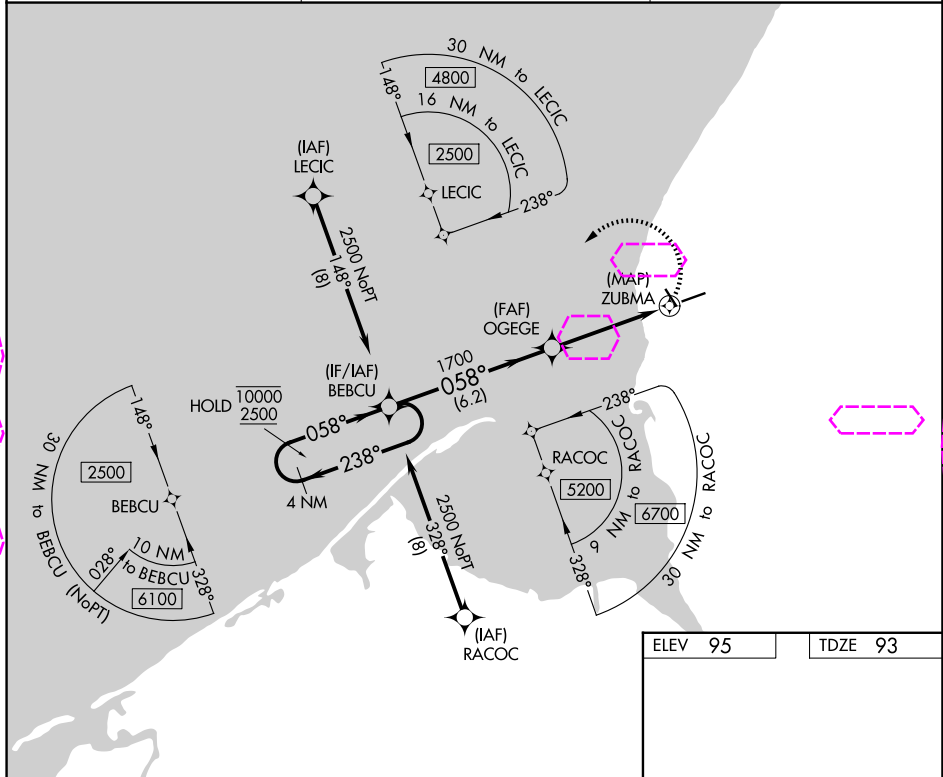 30 NM to LECIC
4800
148°
16 NM to LECIC
2500
LECIC
238°
(IAF)
LECIC
2500 NoPT
148°
(8)
(MAP)
ZUBMA
(FAF)
OGEGE
1700
058°
(6.2)
(IF/IAF)
BEBCU
HOLD 10000
2500
058°
238°
4 NM
148°
2500
BEBCU
30 NM to BEBCU (NoPT)
028°
10 NM
to BEBCU
6100
328°
2500 NoPT
328°
(8)
(IAF)
RACOC
238°
RACOC
5200
9 NM to RACOC
6700
30 NM to RACOC
328°
ELEV 95
TDZE 93